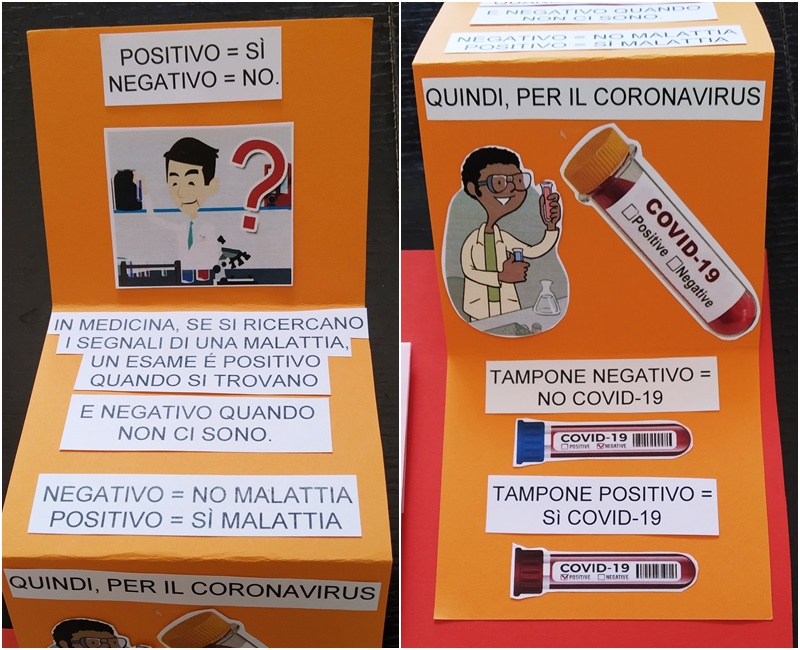 POSITIVO = SÌ
NEGATIVO = NO.
IN MEDICINA, SE SI RICERCANO
I SEGNALI DI UNA MALATTIA,
UN ESAME É POSITIVO
QUANDO SI TROVANO
E NEGATIVO QUANDO
NON CI SONO.
NEGATIVO = NO MALATTIA
POSITIVO = SÌ MALATTIA
QUINDI, PER IL CORONAVIRUS
E NEGATIVO QUANDO
NON CI SONO.
NEGATIVO = NO MALATTIA
POSITIVO = SÌ MALATTIA
QUINDI, PER IL CORONAVIRUS
COVID-19
Positive Negative
TAMPONE NEGATIVO =
NO COVID-19
COVID-19
POSITIVE NEGATIVE
TAMPONE POSITIVO =
Sì COVID-19
COVID-19
POSITIVE NEGATIVE